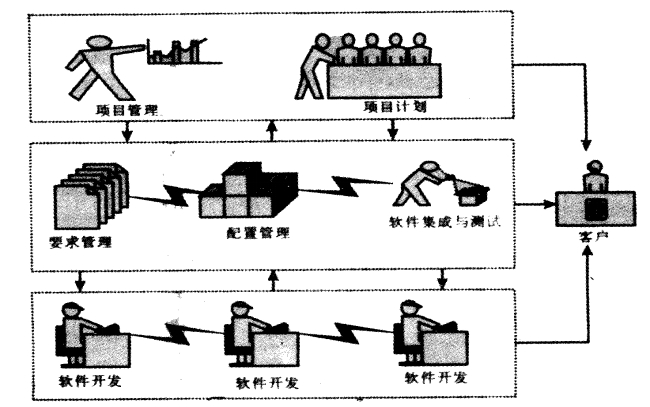 项目管理
项目计划
要求管理
配置管理
软件集成与测试
客户
软件开发
软件开发
软件开发